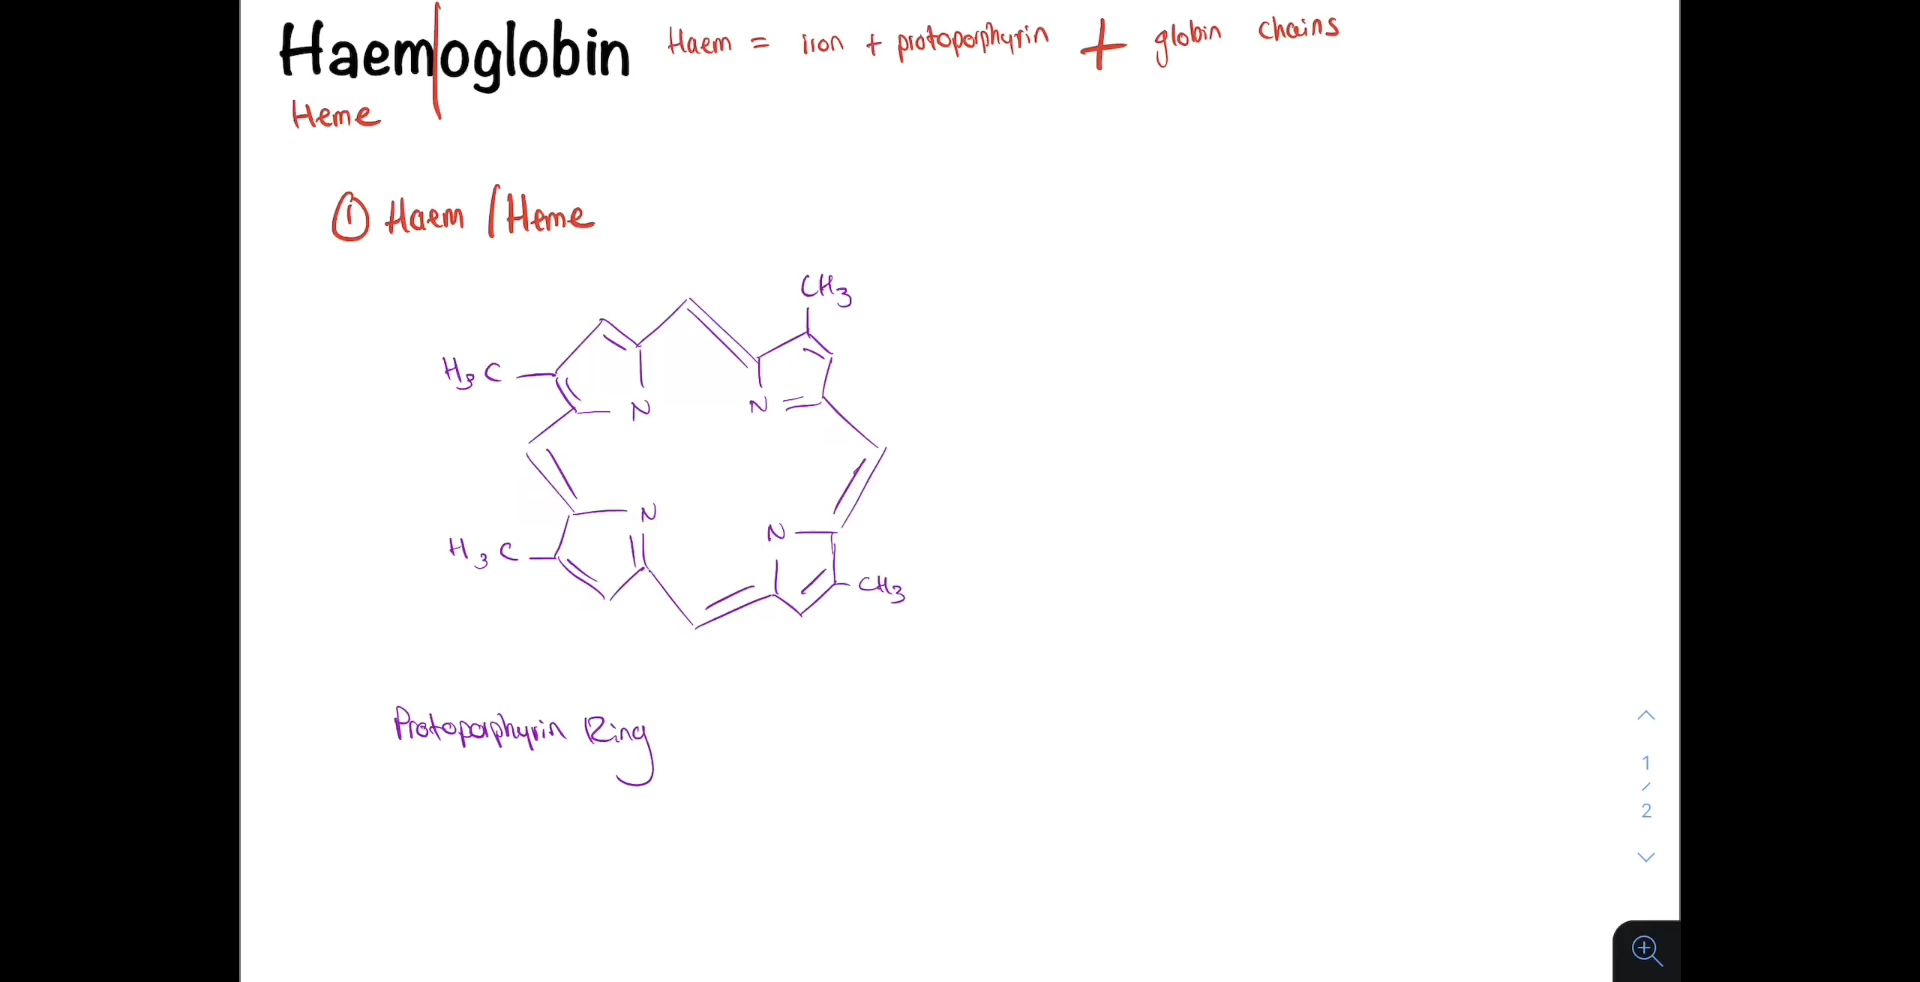 Haemoglobin Haem = iron + protoporphyrin + globin chains
Heme
① Haem / Heme
CH3
H3C
N N
N
H3C
N
CH3
Protoporphyrin Ring
1
/
2